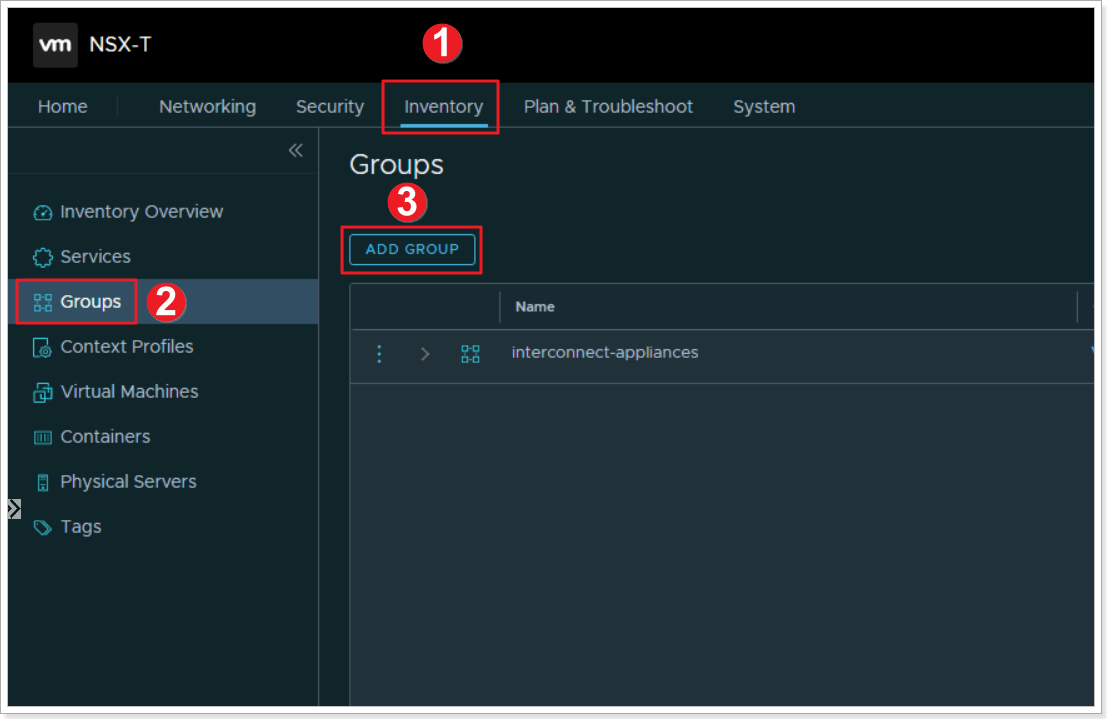 vm NSX-T
1
Home Networking Security Inventory Plan & Troubleshoot System
Groups
3
ADD GROUP
Inventory Overview
Services
Groups 2
Context Profiles
Virtual Machines
Containers
Physical Servers
Tags
Name
interconnect-appliances